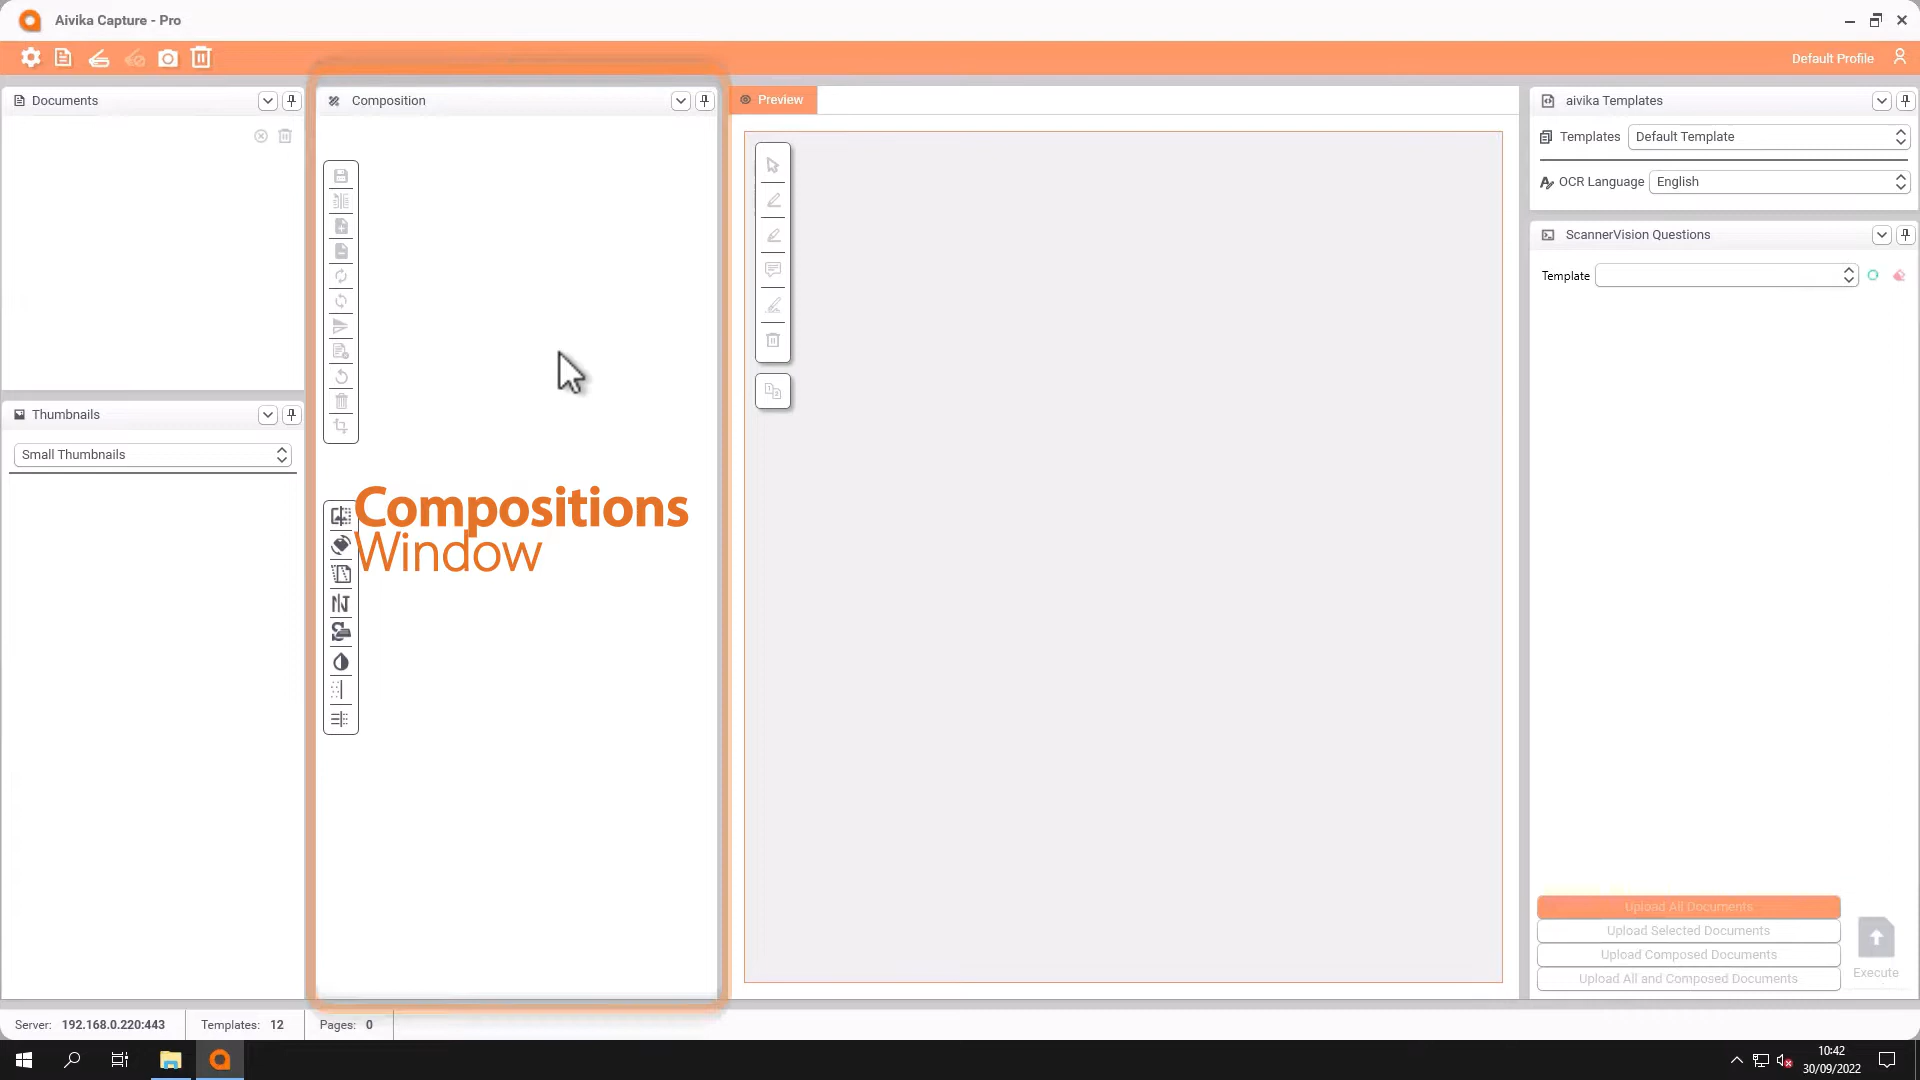 Aivika Capture - Pro
Default Profile
Documents
Composition
Preview
aivika Templates
Templates Default Template
OCR Language English
ScannerVision Questions
Template
Thumbnails
Small Thumbnails
Compositions
Window
Upload All Documents
Upload Selected Documents
Upload Composed Documents
Upload All and Composed Documents
Execute
Server: 192.168.0.220:443 Templates: 12 Pages: 0
10:42
30/09/2022